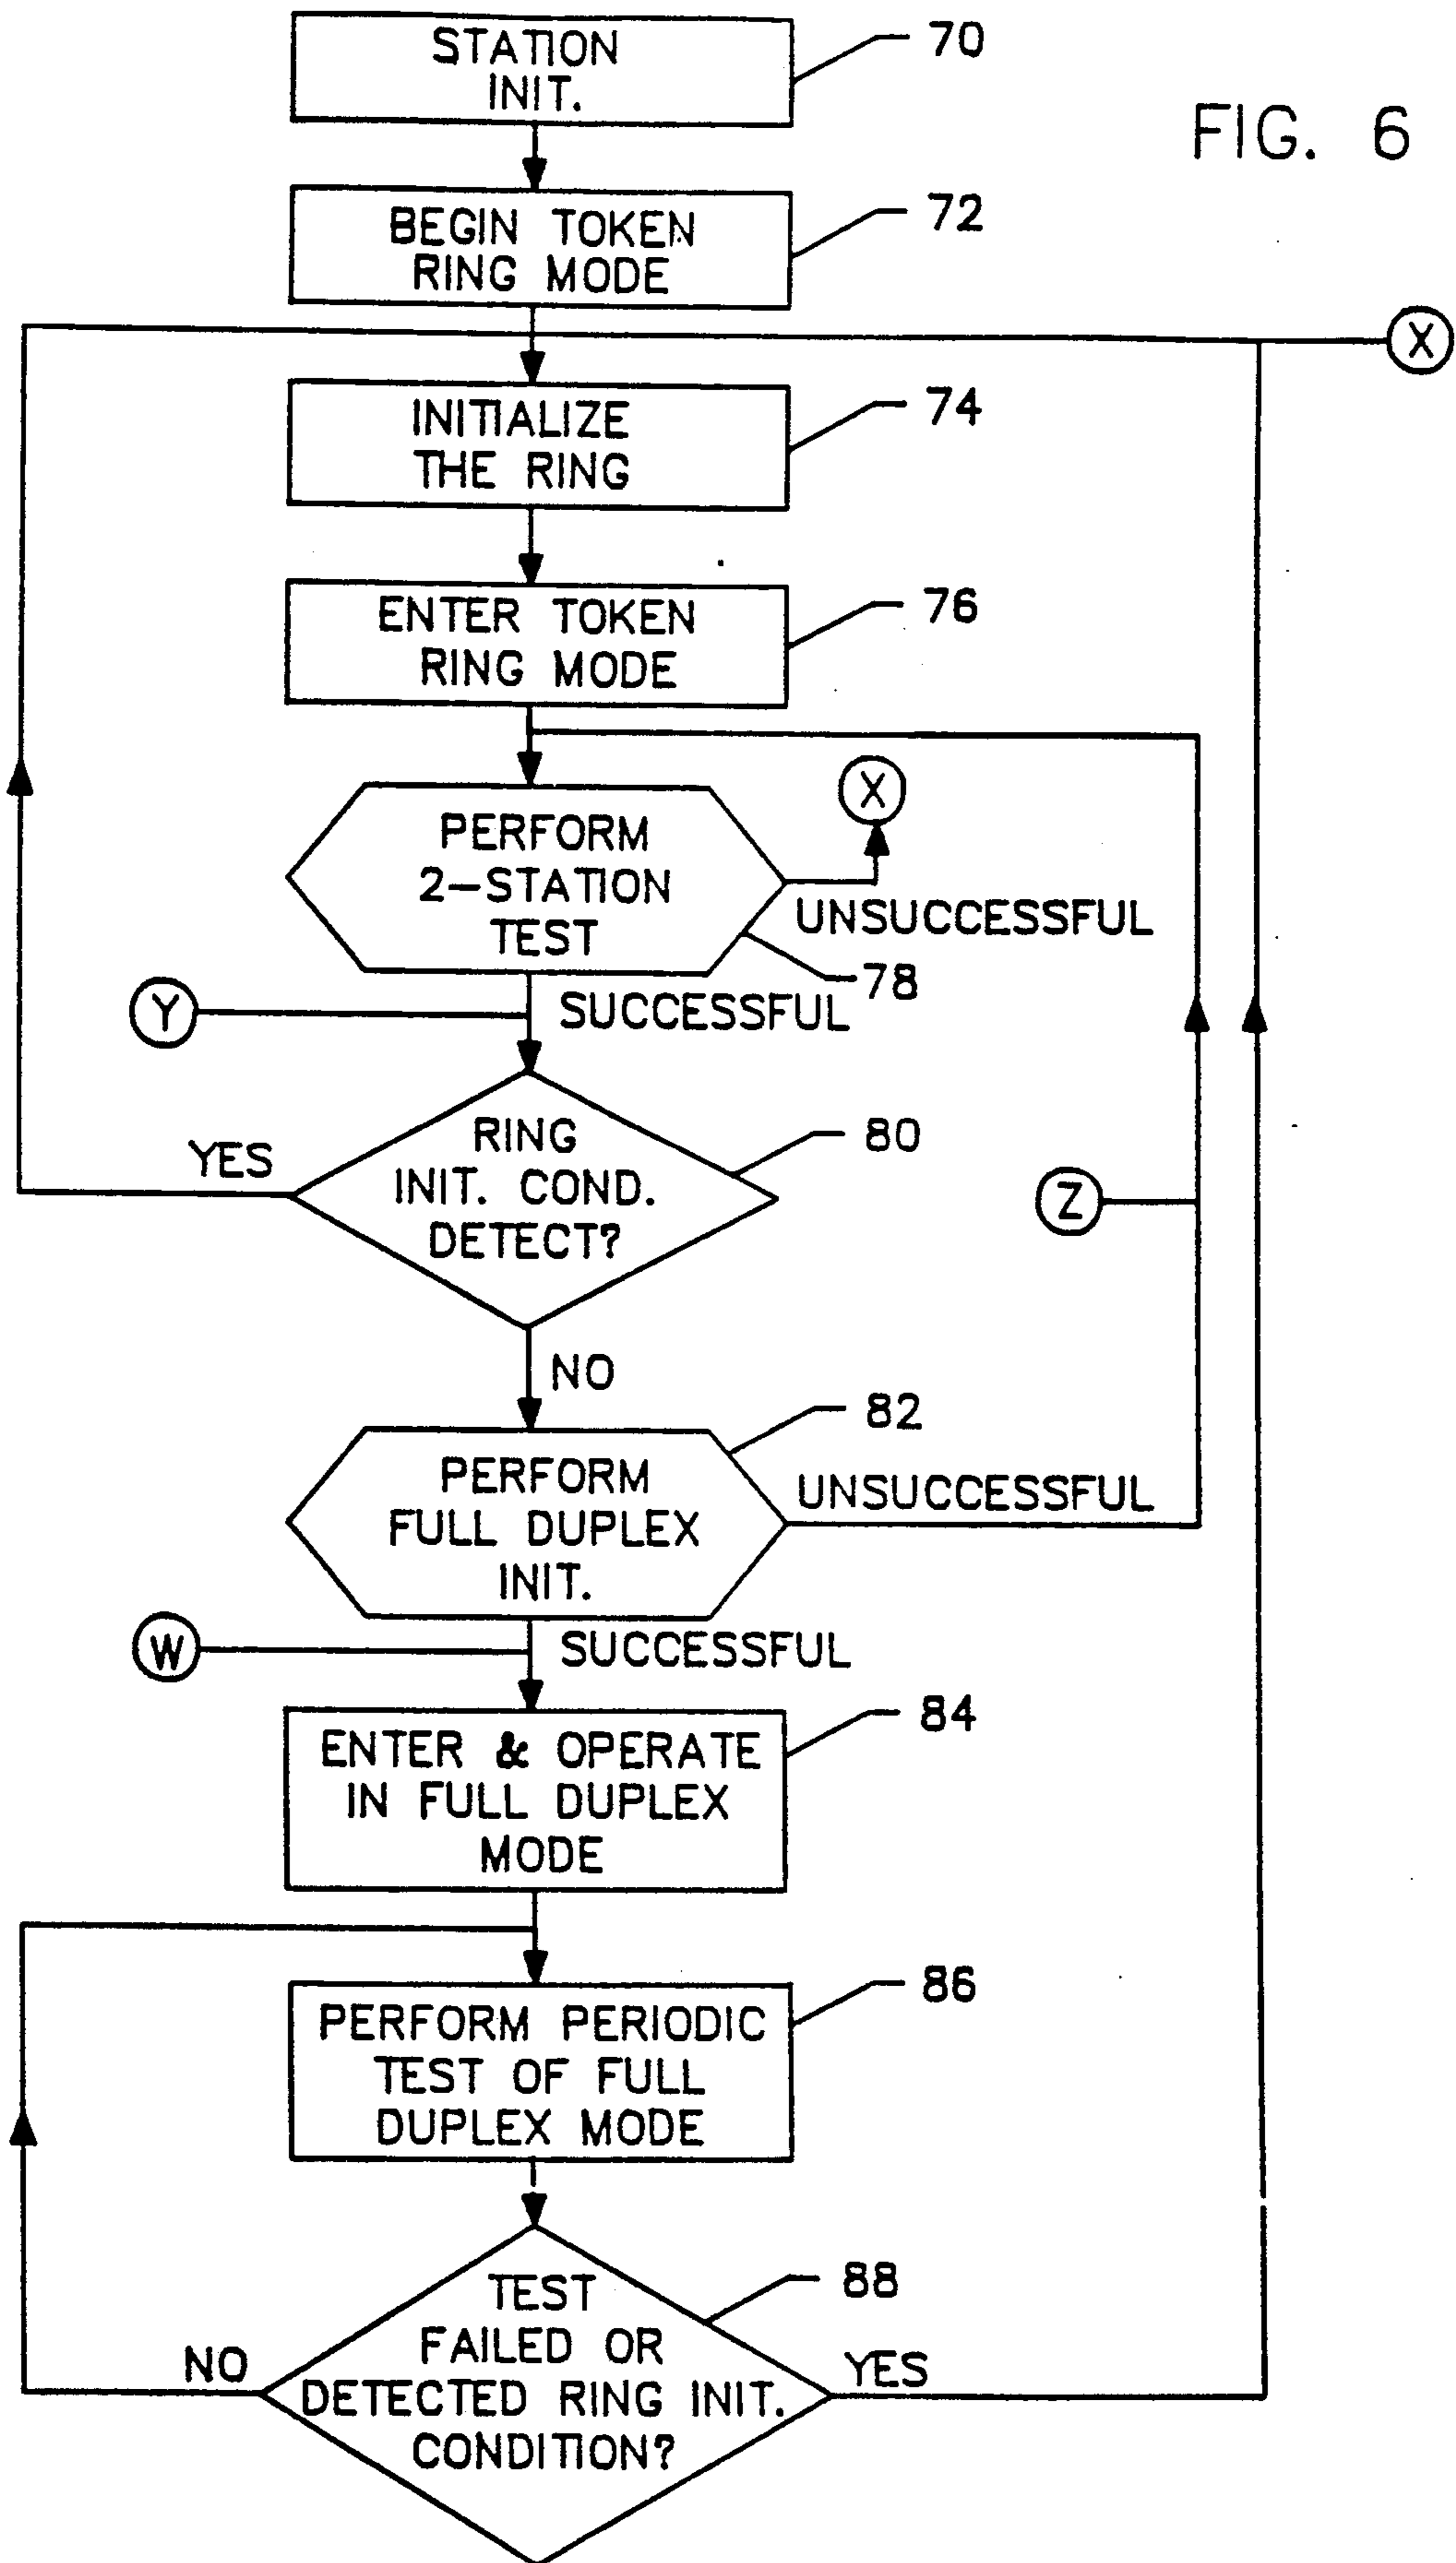 STATION
INIT.
70
FIG. 6
BEGIN TOKEN
RING MODE
72
X
INITIALIZE
THE RING
74
ENTER TOKEN
RING MODE
76
X
PERFORM
2-STATION
TEST
UNSUCCESSFUL
78
Y
SUCCESSFUL
RING
INIT. COND.
DETECT?
80
YES
Z
NO
82
PERFORM
FULL DUPLEX
INIT.
UNSUCCESSFUL
W
SUCCESSFUL
84
ENTER & OPERATE
IN FULL DUPLEX
MODE
86
PERFORM PERIODIC
TEST OF FULL
DUPLEX MODE
88
TEST
FAILED OR
DETECTED RING INIT.
CONDITION?
NO
YES